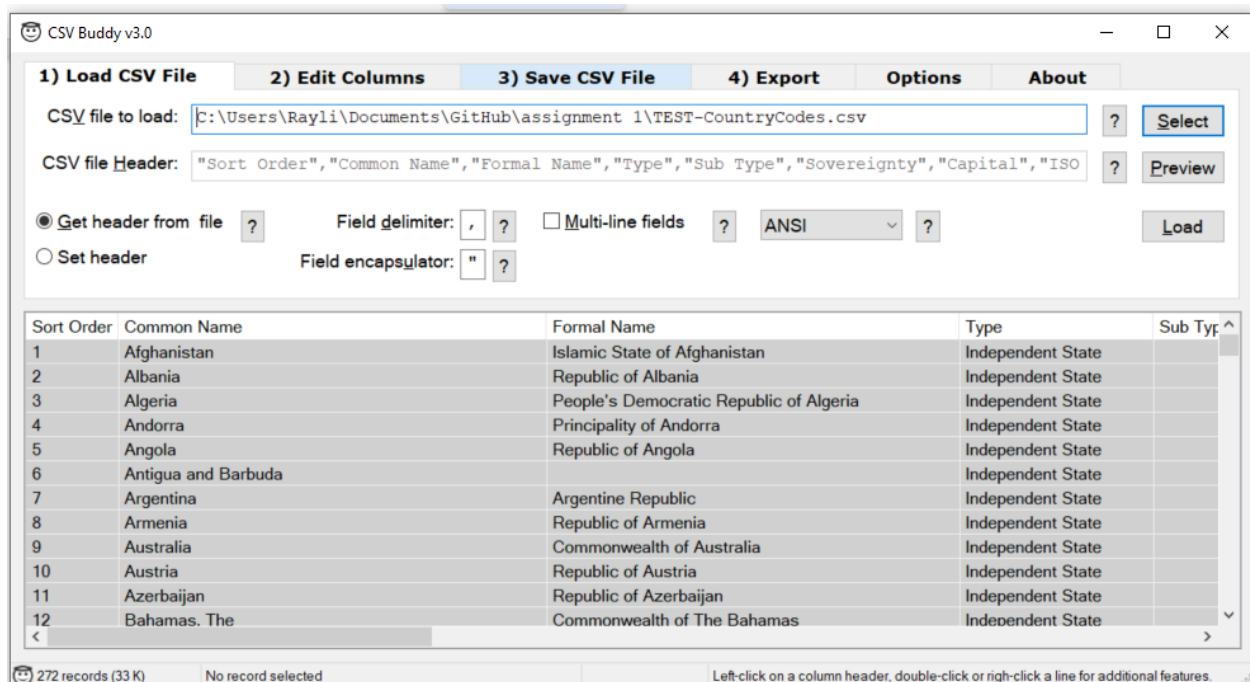 CSV Buddy v3.0
1) Load CSV File 2) Edit Columns 3) Save CSV File 4) Export Options About
CSV file to load: C:\Users\Rayli\Documents\GitHub\assignment 1\TEST-CountryCodes.csv ? Select
CSV file Header: "Sort Order","Common Name","Formal Name","Type","Sub Type","Sovereignty","Capital","ISO ? Preview
Get header from file ? Field delimiter: , ? Multi-line fields ? ANSI ? Load
Set header Field encapsulator: " ?
Sort Order Common Name Formal Name Type Sub Typ
1 Afghanistan Islamic State of Afghanistan Independent State
2 Albania Republic of Albania Independent State
3 Algeria People's Democratic Republic of Algeria Independent State
4 Andorra Principality of Andorra Independent State
5 Angola Republic of Angola Independent State
6 Antigua and Barbuda Independent State
7 Argentina Argentine Republic Independent State
8 Armenia Republic of Armenia Independent State
9 Australia Commonwealth of Australia Independent State
10 Austria Republic of Austria Independent State
11 Azerbaijan Republic of Azerbaijan Independent State
12 Bahamas, The Commonwealth of The Bahamas Independent State
272 records (33 K) No record selected Left-click on a column header, double-click or righ-click a line for additional features.